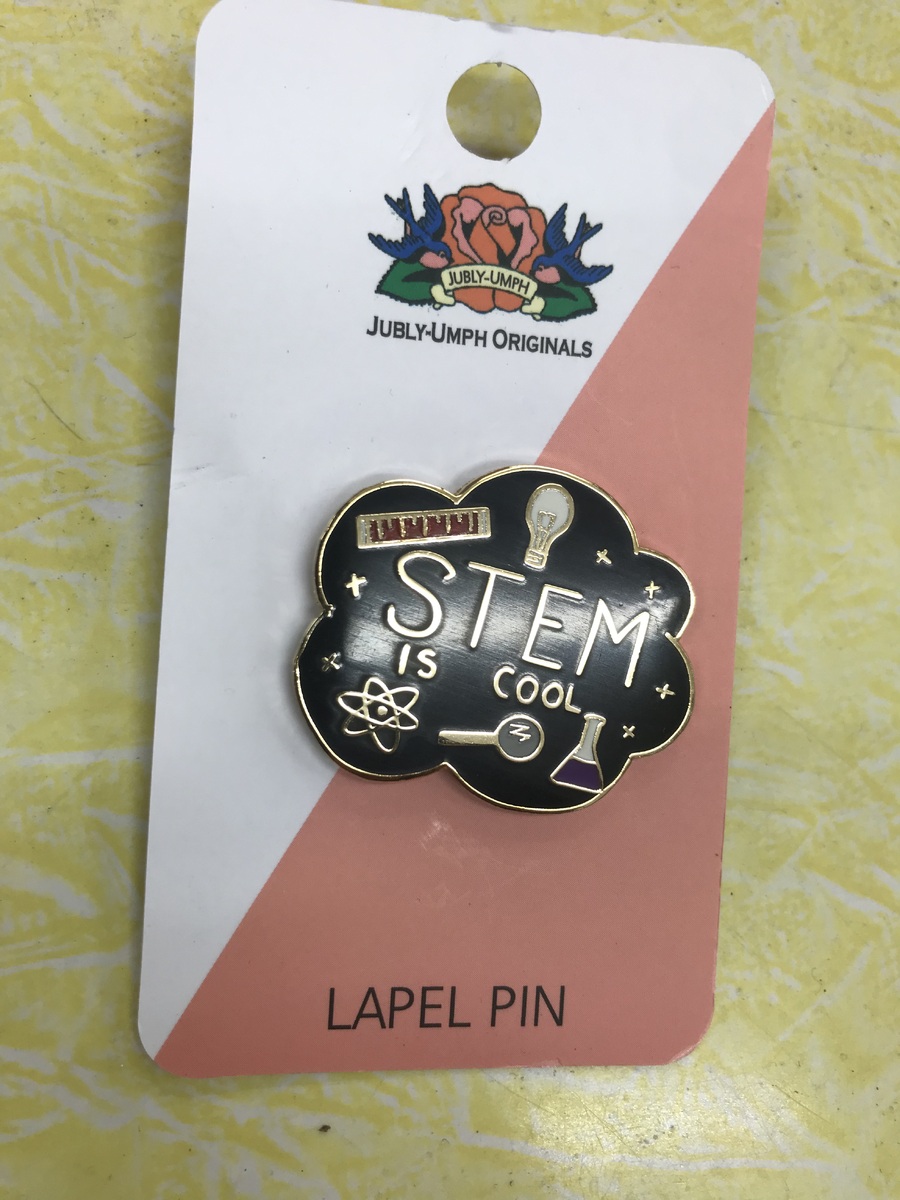 JUBLY-UMPH
JUBLY-UMPH ORIGINALS
STEM
IS COOL
LAPEL PIN